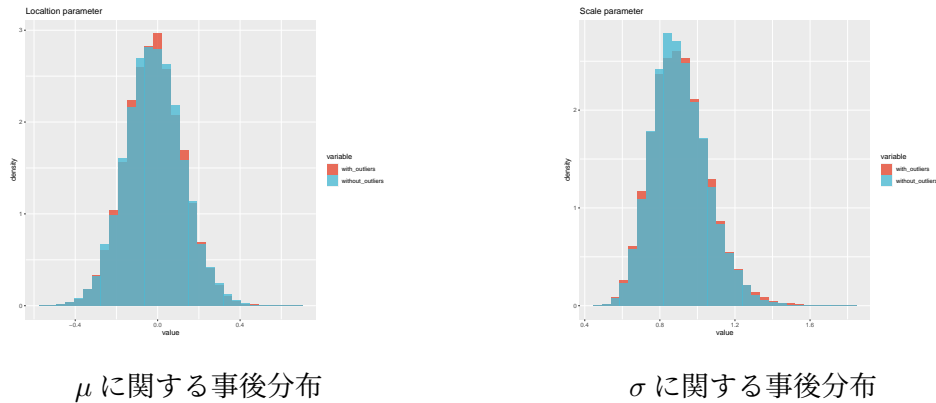 Localtion parameter
3
2
1
0
density
−0.4
0.0
0.4
value
variable
with_outliers
without_outliers
μ に関する事後分布
Scale parameter
2
1
0
density
0.4
0.8
1.2
1.6
value
variable
with_outliers
without_outliers
σ に関する事後分布